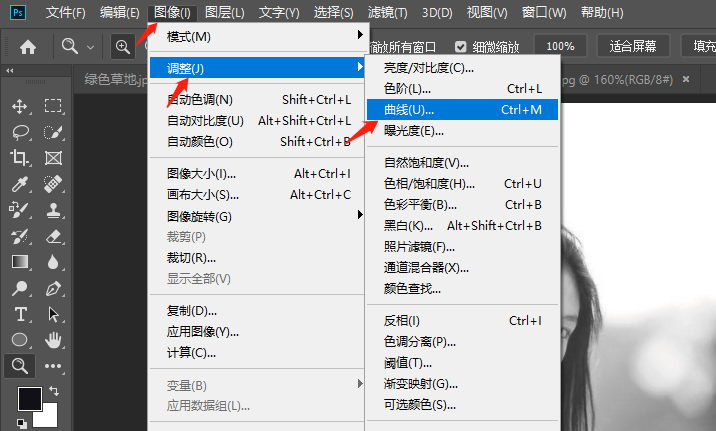 Ps 文件(F) 编辑(E) 图像(I) 图层(L) 文字(Y) 选择(S) 滤镜(T) 3D(D) 视图(V) 窗口(W) 帮助(H)
缩放所有窗口 细微缩放 100% 适合屏幕 填充
绿色草地.jp
pg @ 160%(RGB/8#) ×
模式(M)
调整(J)
自动色调(N) Shift+Ctrl+L
自动对比度(U) Alt+Shift+Ctrl+L
自动颜色(O) Shift+Ctrl+B
图像大小(I)... Alt+Ctrl+I
画布大小(S)... Alt+Ctrl+C
图像旋转(G)
裁剪(P)
裁切(R)...
显示全部(V)
复制(D)...
应用图像(Y)...
计算(C)...
变量(B)
应用数据组(L)...
亮度/对比度(C)...
色阶(L)... Ctrl+L
曲线(U)... Ctrl+M
曝光度(E)...
自然饱和度(V)...
色相/饱和度(H)... Ctrl+U
色彩平衡(B)... Ctrl+B
黑白(K)... Alt+Shift+Ctrl+B
照片滤镜(F)...
通道混合器(X)...
颜色查找...
反相(I) Ctrl+I
色调分离(P)...
阈值(T)...
渐变映射(G)...
可选颜色(S)...